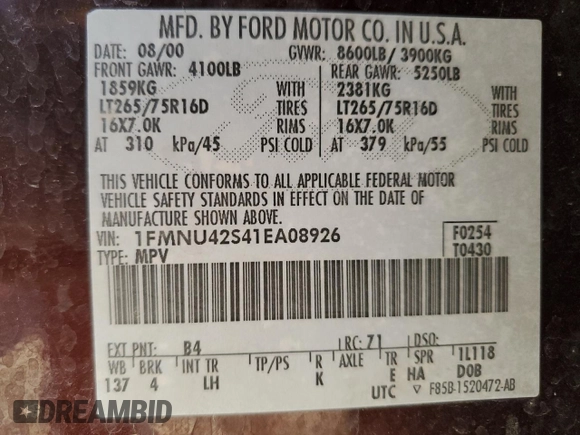 MFD. BY FORD MOTOR CO. IN U.S.A.
DATE: 08/00 GVWR: 8600LB/ 3900KG
FRONT GAWR: 4100LB REAR GAWR: 5250LB
1859KG WITH 2381KG WITH
LT265/75R16D TIRES LT265/75R16D TIRES
16X7.0K RIMS 16X7.0K RIMS
AT 310 kPa/45 PSI COLD AT 379 kPa/55 PSI COLD
THIS VEHICLE CONFORMS TO ALL APPLICABLE FEDERAL MOTOR
VEHICLE SAFETY STANDARDS IN EFFECT ON THE DATE OF
MANUFACTURE SHOWN ABOVE.
VIN: 1FMNU42S41EA08926 F0254
TYPE: MPV T0430
EXT PNT: B4 RC: 71 DSO:
WB BRK INT TR TP/PS R AXLE TR SPR 1L118
137 4 LH K E HA D0B
UTC ▽ F85B-1520472-AB
DREAMBID